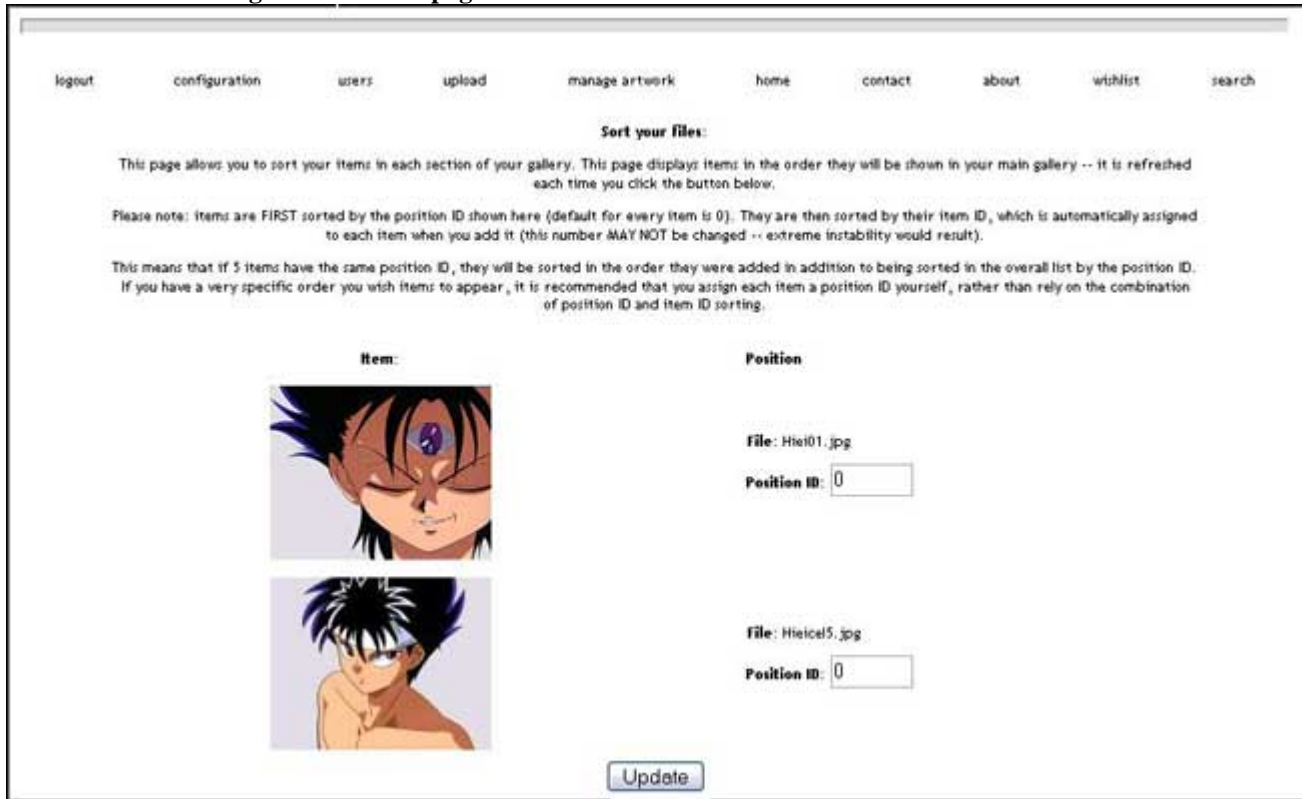 logout configuration users upload manage artwork home contact about wishlist search
Sort your files:
This page allows you to sort your items in each section of your gallery. This page displays items in the order they will be shown in your main gallery -- it is refreshed
each time you click the button below.
Please note: items are FIRST sorted by the position ID shown here (default for every item is 0). They are then sorted by their item ID, which is automatically assigned
to each item when you add it (this number MAY NOT be changed -- extreme instability would result).
This means that if 5 items have the same position ID, they will be sorted in the order they were added in addition to being sorted in the overall list by the position ID.
If you have a very specific order you wish items to appear, it is recommended that you assign each item a position ID yourself, rather than rely on the combination
of position ID and item ID sorting.
Item: Position
File: Hiei01.jpg
Position ID: 0
File: Hieicel5.jpg
Position ID: 0
Update